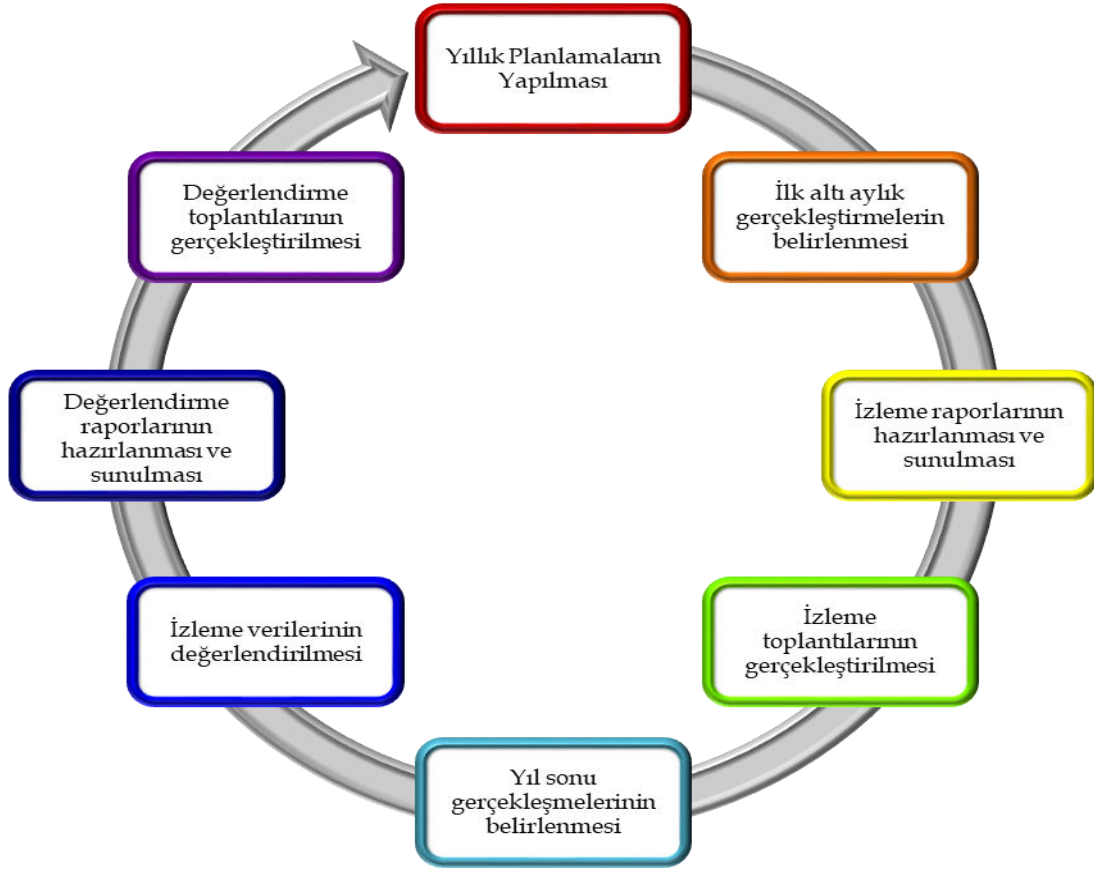 Yıllık Planlamaların
Yapılması
İlk altı aylık
gerçekleştirmelerin
belirlenmesi
İzleme raporlarının
hazırlanması ve
sunulması
İzleme
toplantılarının
gerçekleştirilmesi
Yıl sonu
gerçekleşmelerinin
belirlenmesi
İzleme verilerinin
değerlendirilmesi
Değerlendirme
raporlarının
hazırlanması ve
sunulması
Değerlendirme
toplantılarının
gerçekleştirilmesi